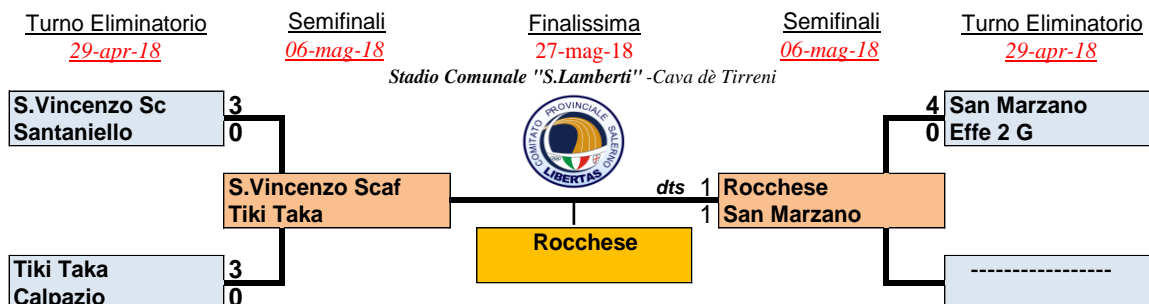 Turno Eliminatorio
Semifinali
Finalissima
Semifinali
Turno Eliminatorio
29-apr-18
06-mag-18
27-mag-18
06-mag-18
29-apr-18
Stadio Comunale "S.Lamberti" -Cava dè Tirreni
S.Vincenzo Sc 3
Santaniello 0
COMITATO PROVINCIALE SALERNO
LIBERTAS
4 San Marzano
0 Effe 2 G
S.Vincenzo Scaf
Tiki Taka
dts 1 Rocchese
1 San Marzano
Rocchese
Tiki Taka 3
Calpazio 0
-----------------